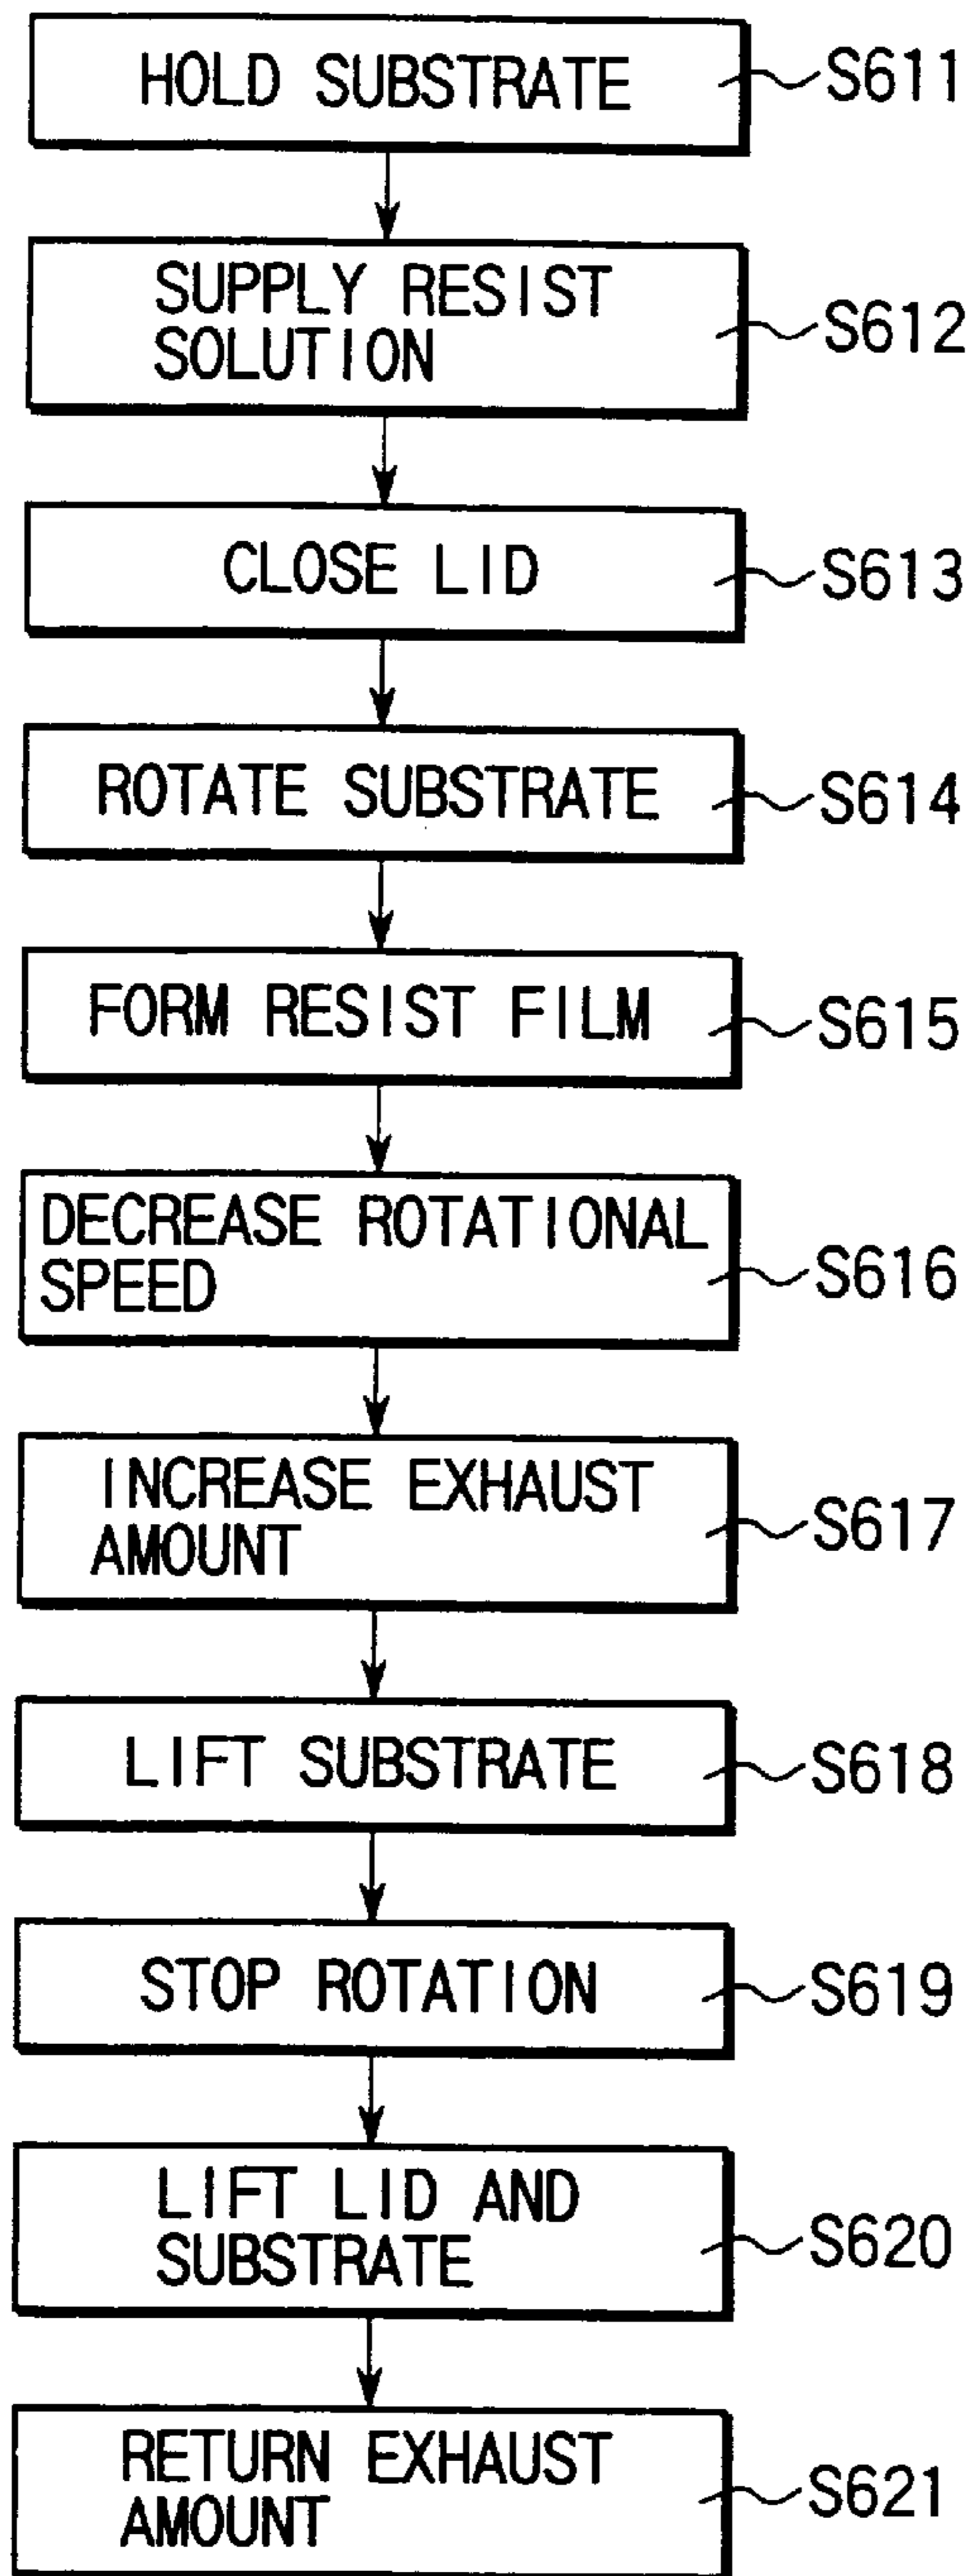 HOLD SUBSTRATE
S611
SUPPLY RESIST
SOLUTION
S612
CLOSE LID
S613
ROTATE SUBSTRATE
S614
FORM RESIST FILM
S615
DECREASE ROTATIONAL
SPEED
S616
INCREASE EXHAUST
AMOUNT
S617
LIFT SUBSTRATE
S618
STOP ROTATION
S619
LIFT LID AND
SUBSTRATE
S620
RETURN EXHAUST
AMOUNT
S621